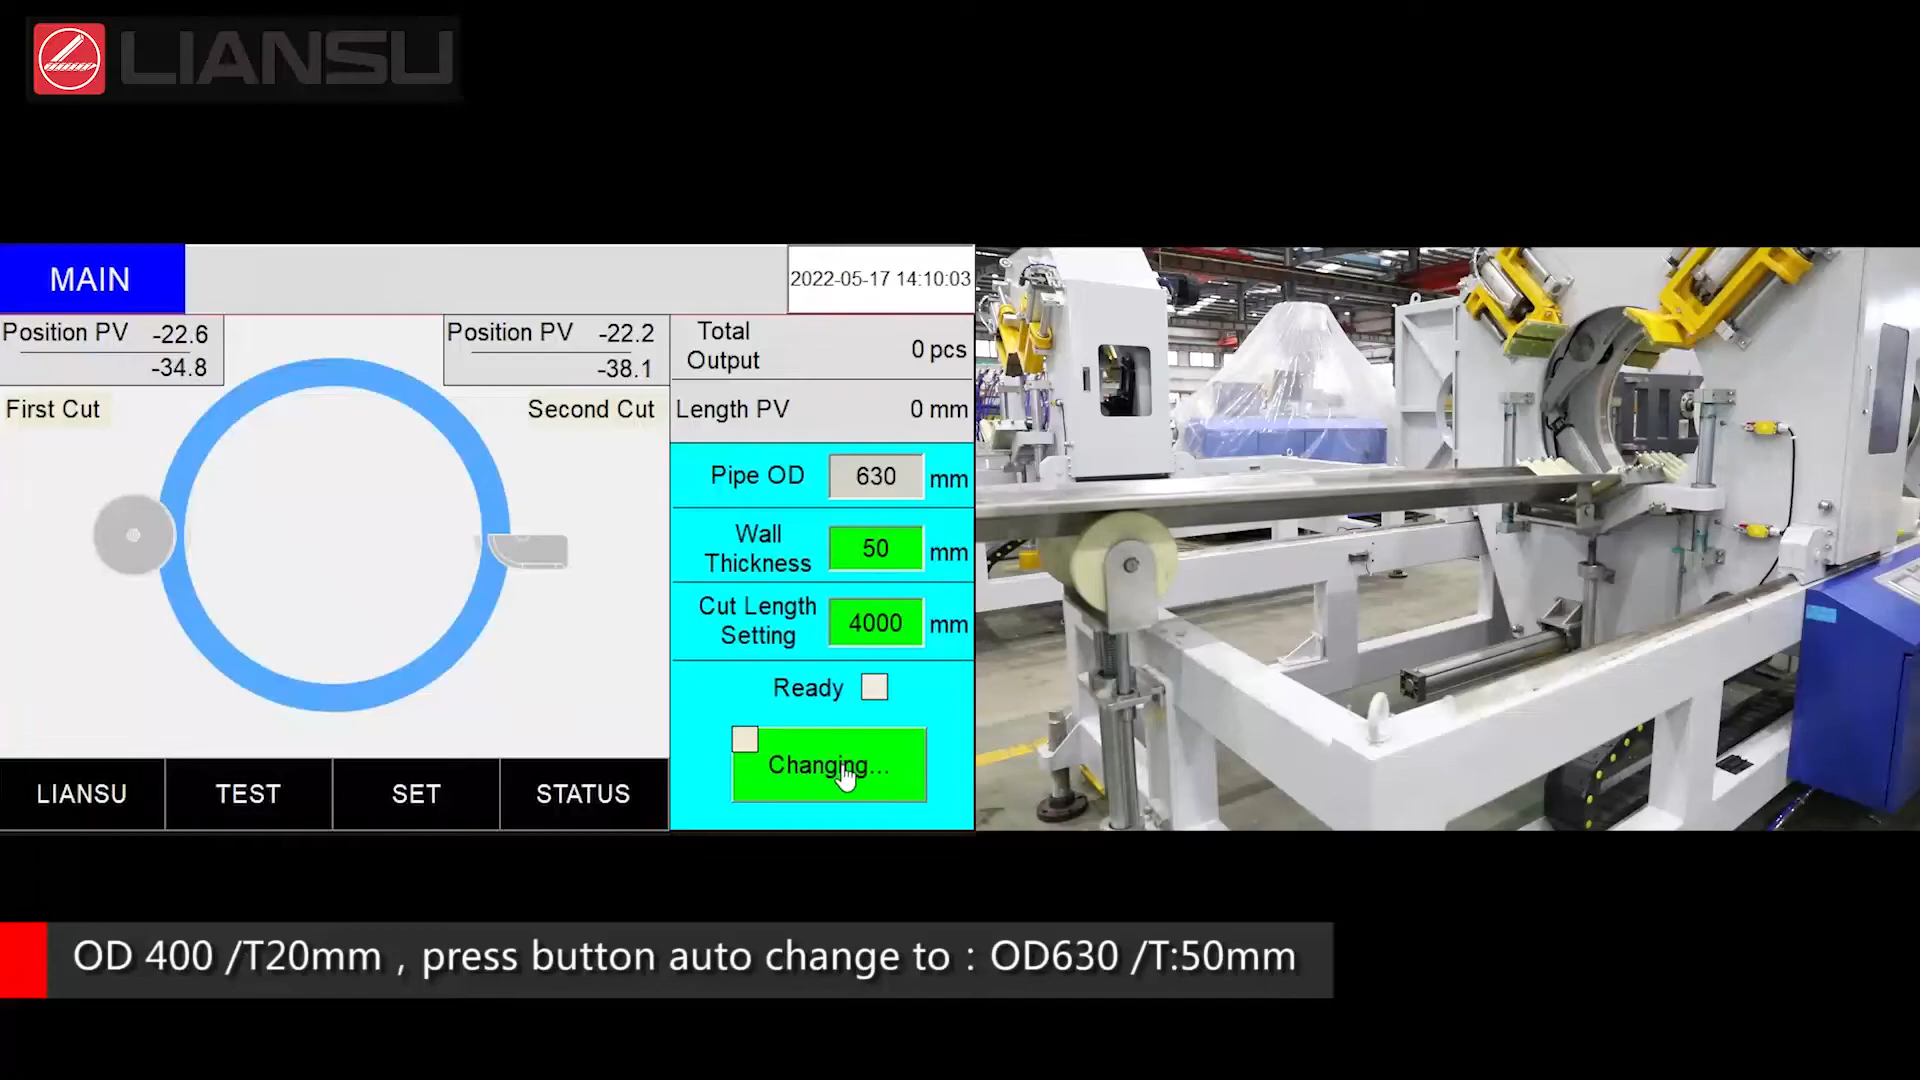 LIANSU
MAIN
2022-05-17 14:10:03
Position PV -22.6
-34.8
Position PV -22.2
-38.1
First Cut
Second Cut
Total
Output
0 pcs
Length PV 0 mm
Pipe OD 630 mm
Wall
Thickness
50 mm
Cut Length
Setting
4000 mm
Ready
Changing...
LIANSU TEST SET STATUS
OD 400 /T20mm , press button auto change to : OD630 /T:50mm